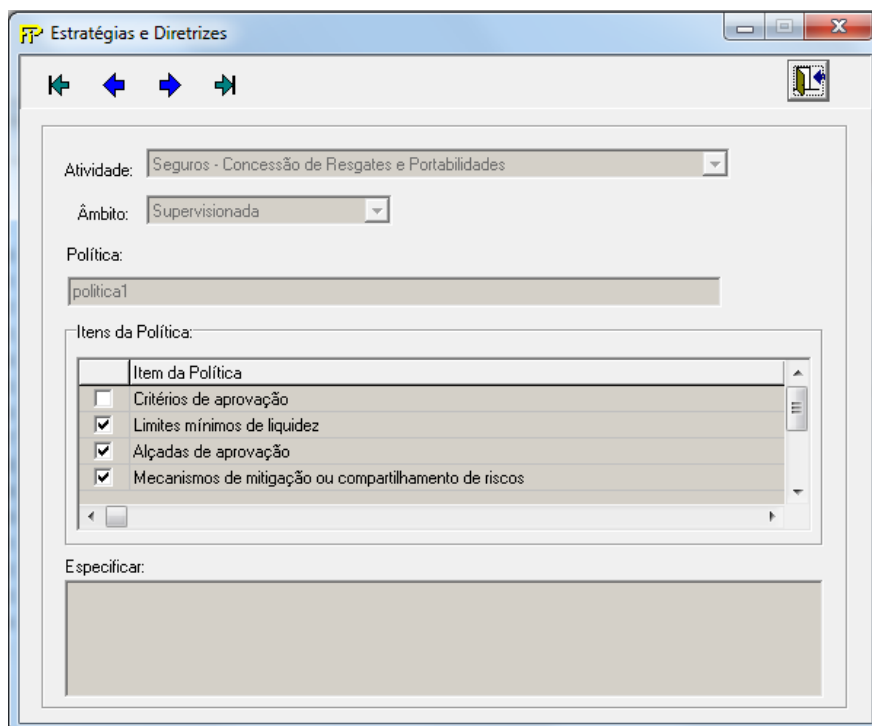 Estratégias e Diretrizes
Atividade: Seguros - Concessão de Resgates e Portabilidades
Âmbito: Supervisionada
Política:
politica1
Itens da Política:
Item da Política
Critérios de aprovação
Limites mínimos de liquidez
Alçadas de aprovação
Mecanismos de mitigação ou compartilhamento de riscos
Especificar: